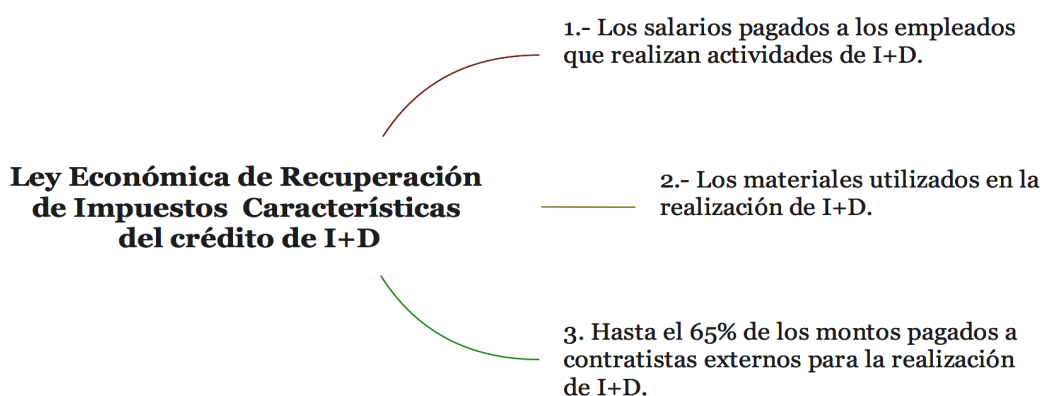 1.- Los salarios pagados a los empleados
que realizan actividades de I+D.
Ley Económica de Recuperación
de Impuestos Características
del crédito de I+D
2.- Los materiales utilizados en la
realización de I+D.
3. Hasta el 65% de los montos pagados a
contratistas externos para la realización
de I+D.